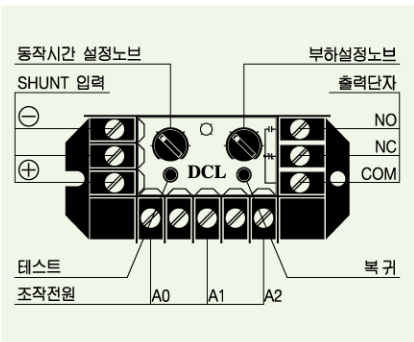 동작시간 설정노브 부하설정노브
SHUNT 입력 출력단자
⊖ NO
NC
⊕ COM
DCL
테스트 복귀
조작전원 A0 A1 A2